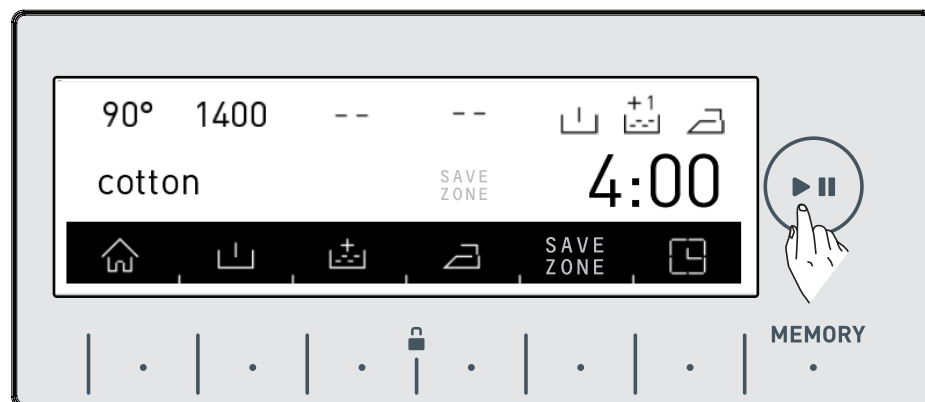 90° 1400 -- --
+1
cotton
SAVE
ZONE
4:00
SAVE
ZONE
MEMORY